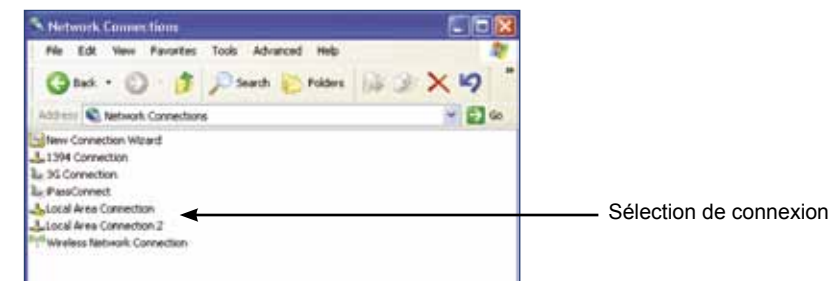 Network Connections
File Edit View Favorites Tools Advanced Help
Back Search Folders
Address Network Connections Go
New Connection Wizard
1394 Connection
3G Connection
iPassConnect
Local Area Connection
Local Area Connection 2
Wireless Network Connection
Sélection de connexion